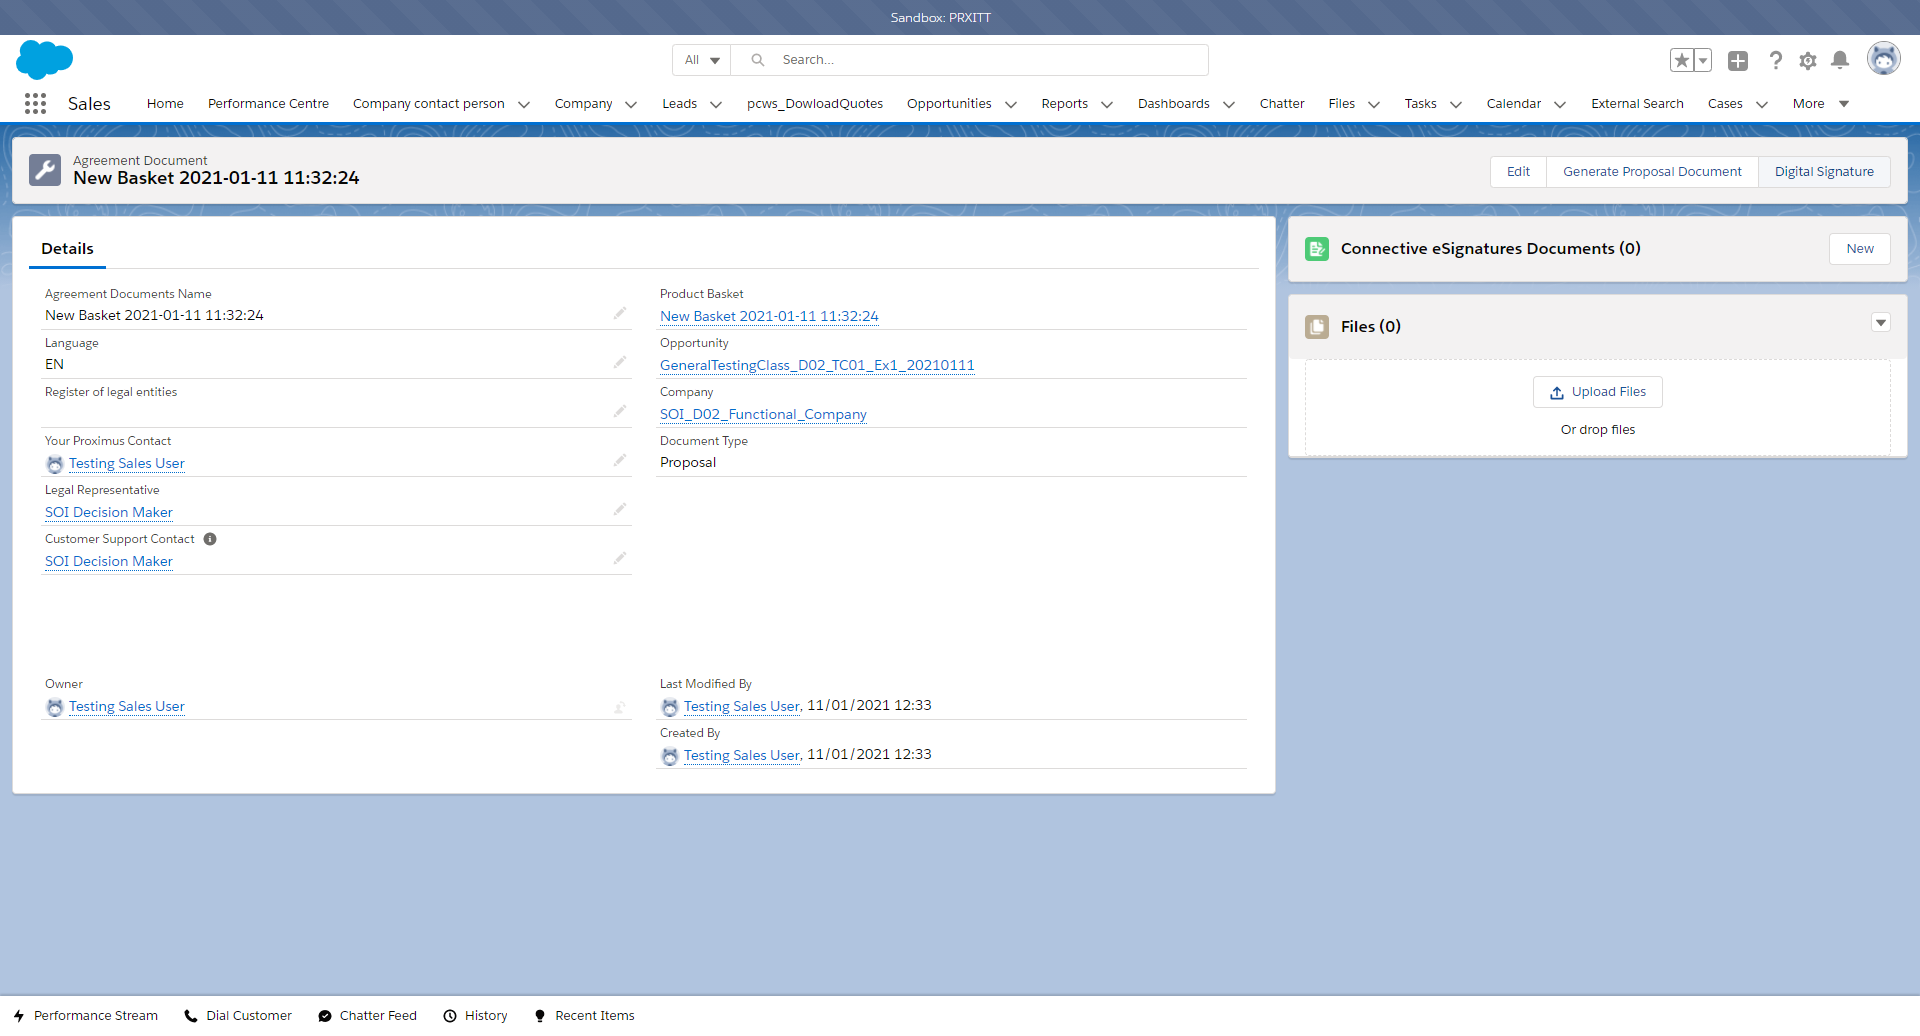 Sandbox: PRXITT
All
Search...
Sales
Home
Performance Centre
Company contact person
Company
Leads
pcws_DowloadQuotes
Opportunities
Reports
Dashboards
Chatter
Files
Tasks
Calendar
External Search
Cases
More
Agreement Document
New Basket 2021-01-11 11:32:24
Edit
Generate Proposal Document
Digital Signature
Details
Agreement Documents Name
New Basket 2021-01-11 11:32:24
Language
EN
Register of legal entities
Your Proximus Contact
Testing Sales User
Legal Representative
SOI Decision Maker
Customer Support Contact
SOI Decision Maker
Owner
Testing Sales User
Product Basket
New Basket 2021-01-11 11:32:24
Opportunity
GeneralTestingClass_D02_TC01_Ex1_20210111
Company
SOI_D02_Functional_Company
Document Type
Proposal
Last Modified By
Testing Sales User, 11/01/2021 12:33
Created By
Testing Sales User, 11/01/2021 12:33
Connective eSignatures Documents (0)
New
Files (0)
Upload Files
Or drop files
Performance Stream
Dial Customer
Chatter Feed
History
Recent Items